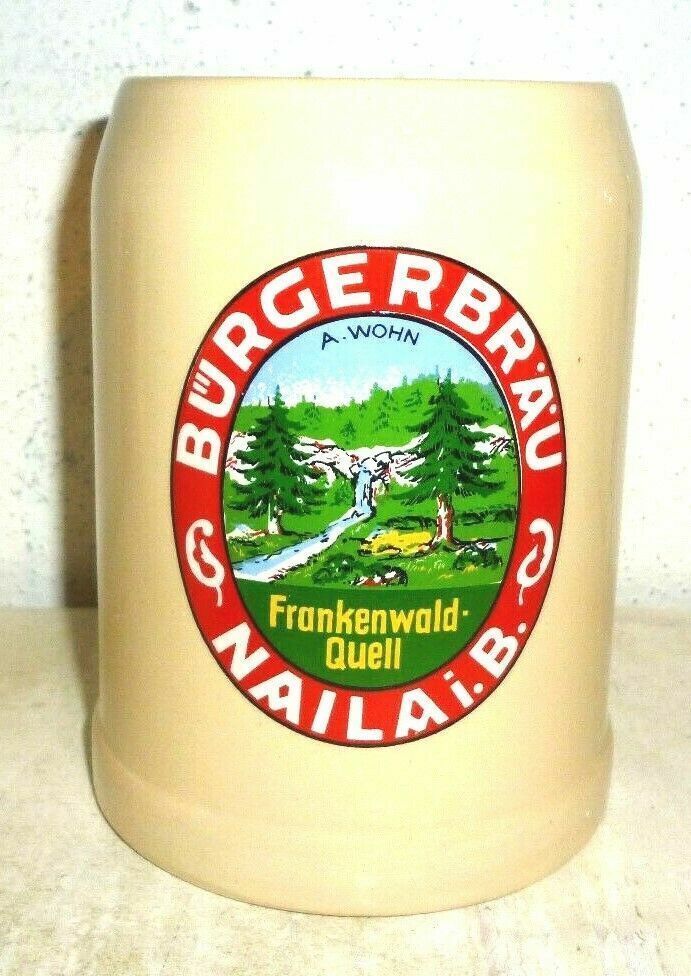 BÜRGERBRÄU
A. WOHN
Frankenwald-
Quell
NAILA i. B.